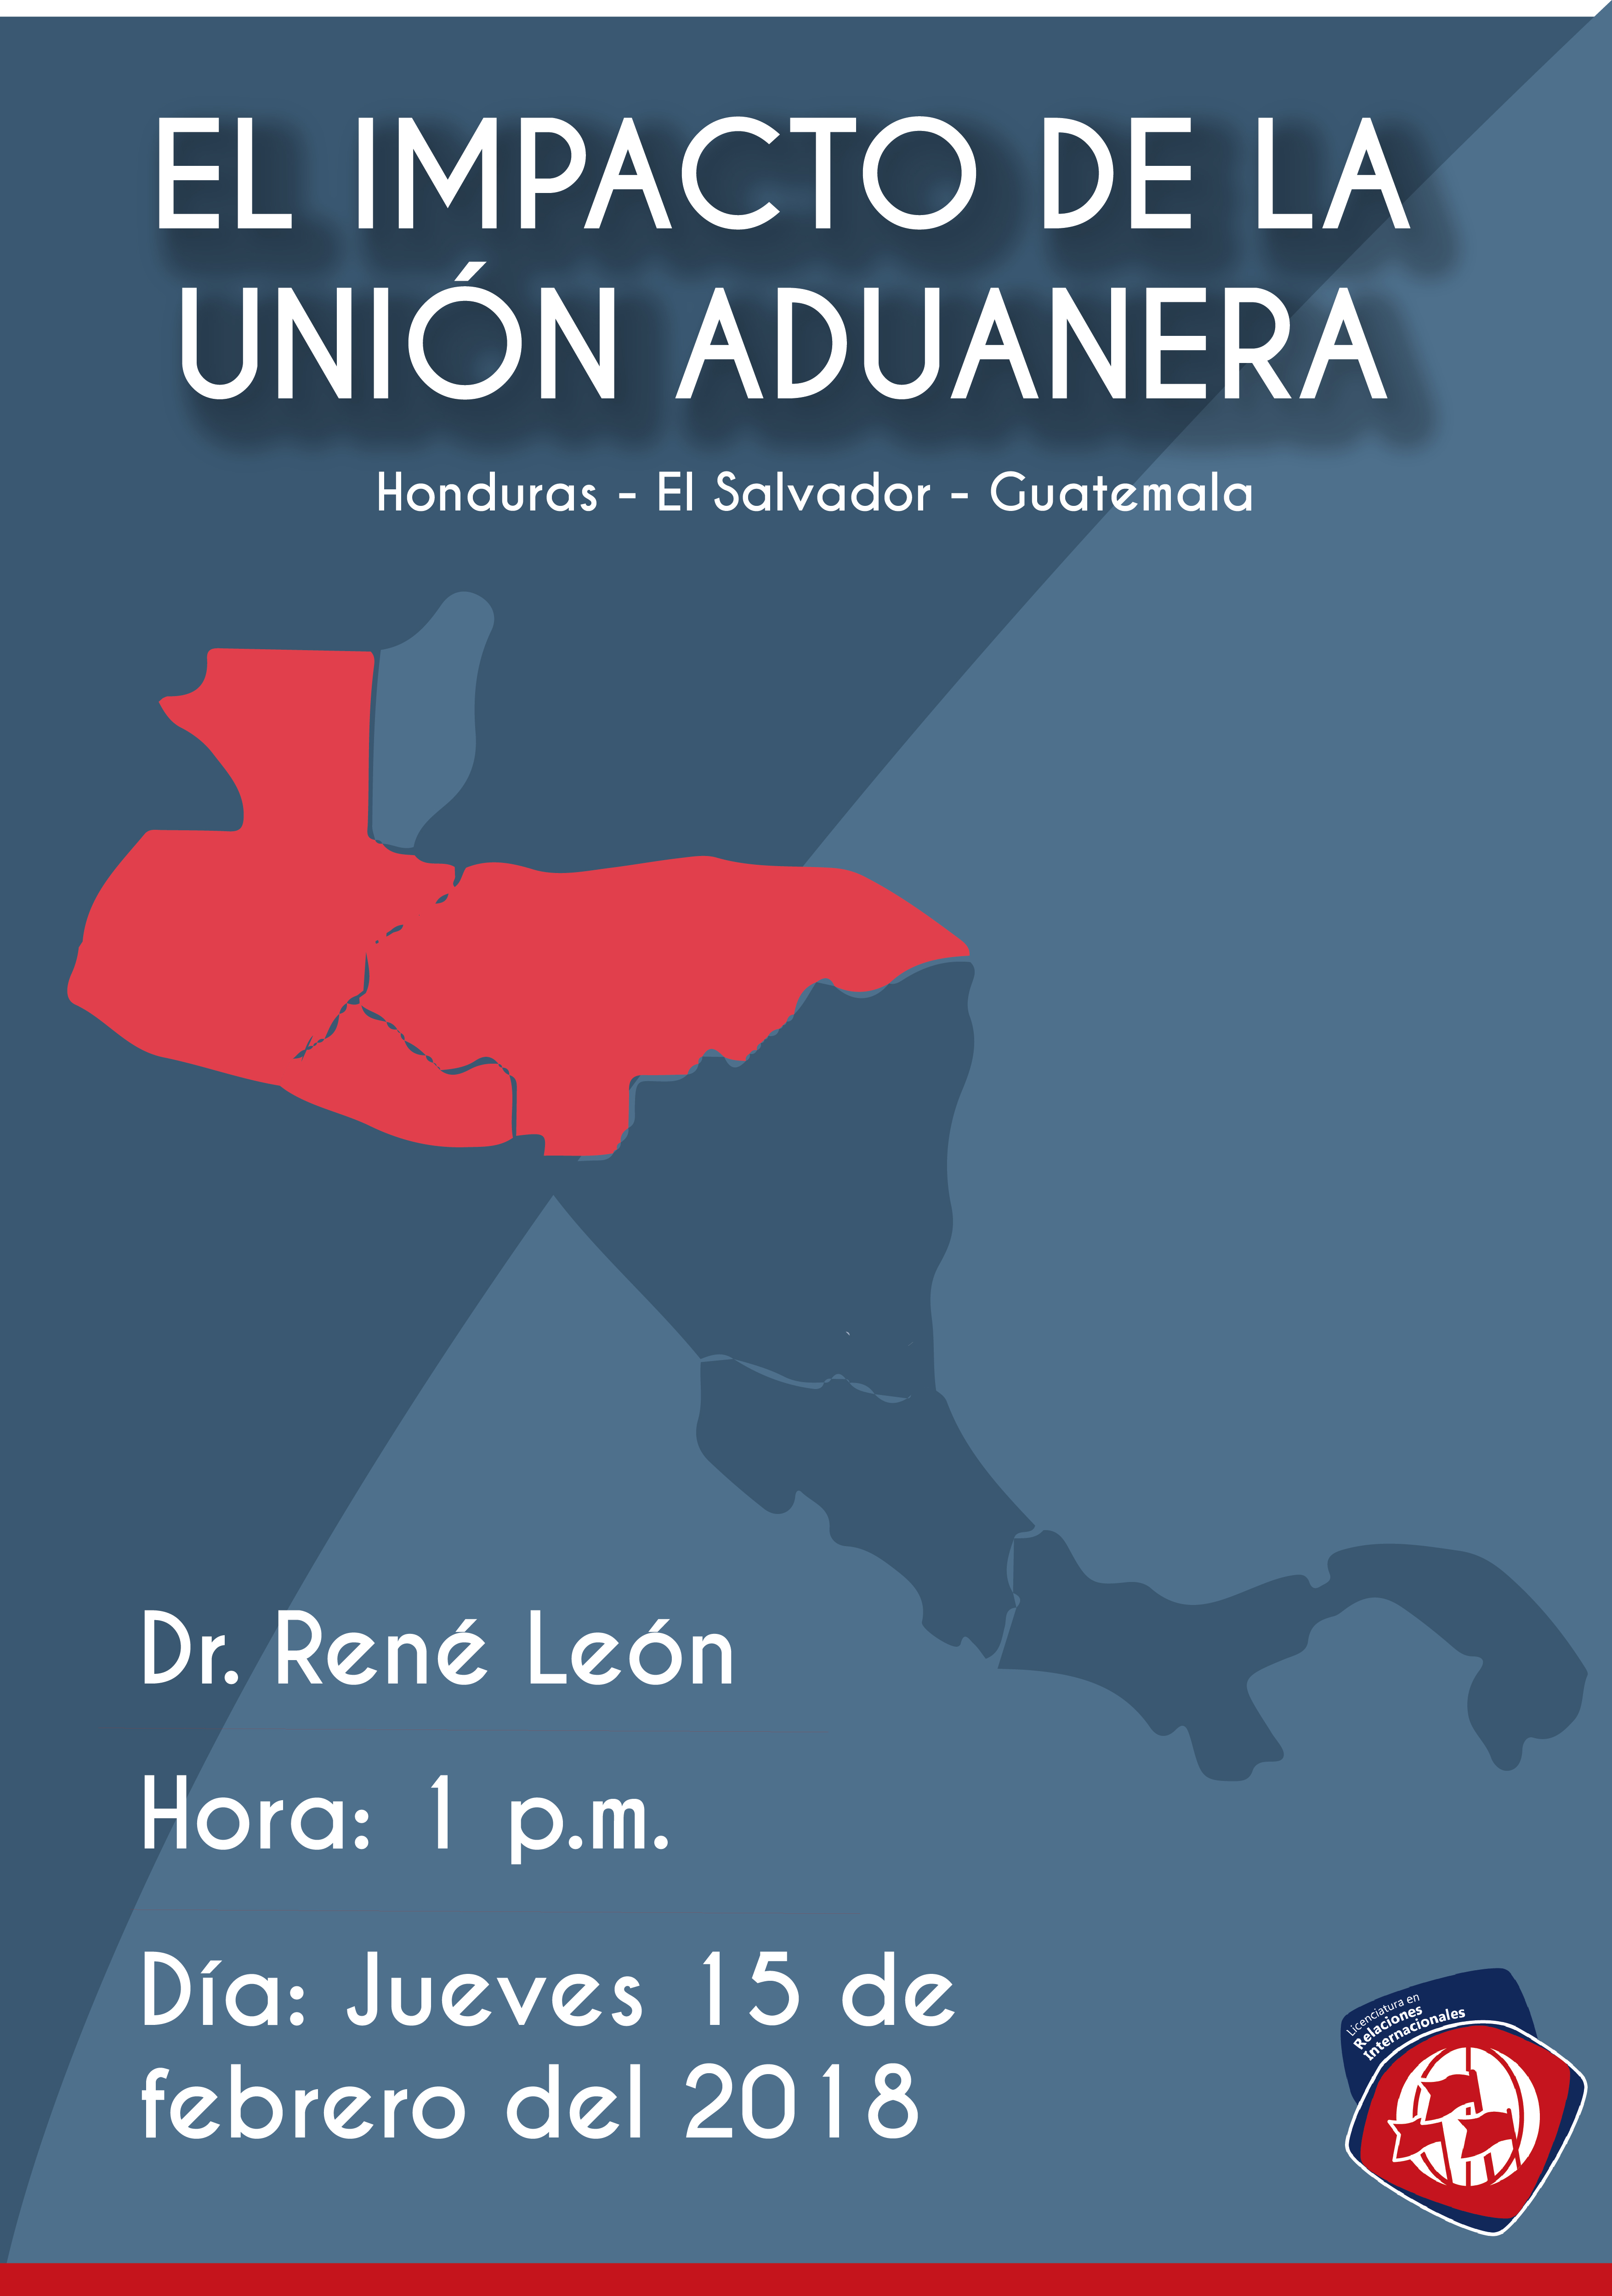 EL IMPACTO DE LA
UNIÓN ADUANERA
Honduras - El Salvador - Guatemala
Dr. René León
Hora: 1 p.m.
Día: Jueves 15 de
febrero del 2018
Licenciatura en
Relaciones
Internacionales